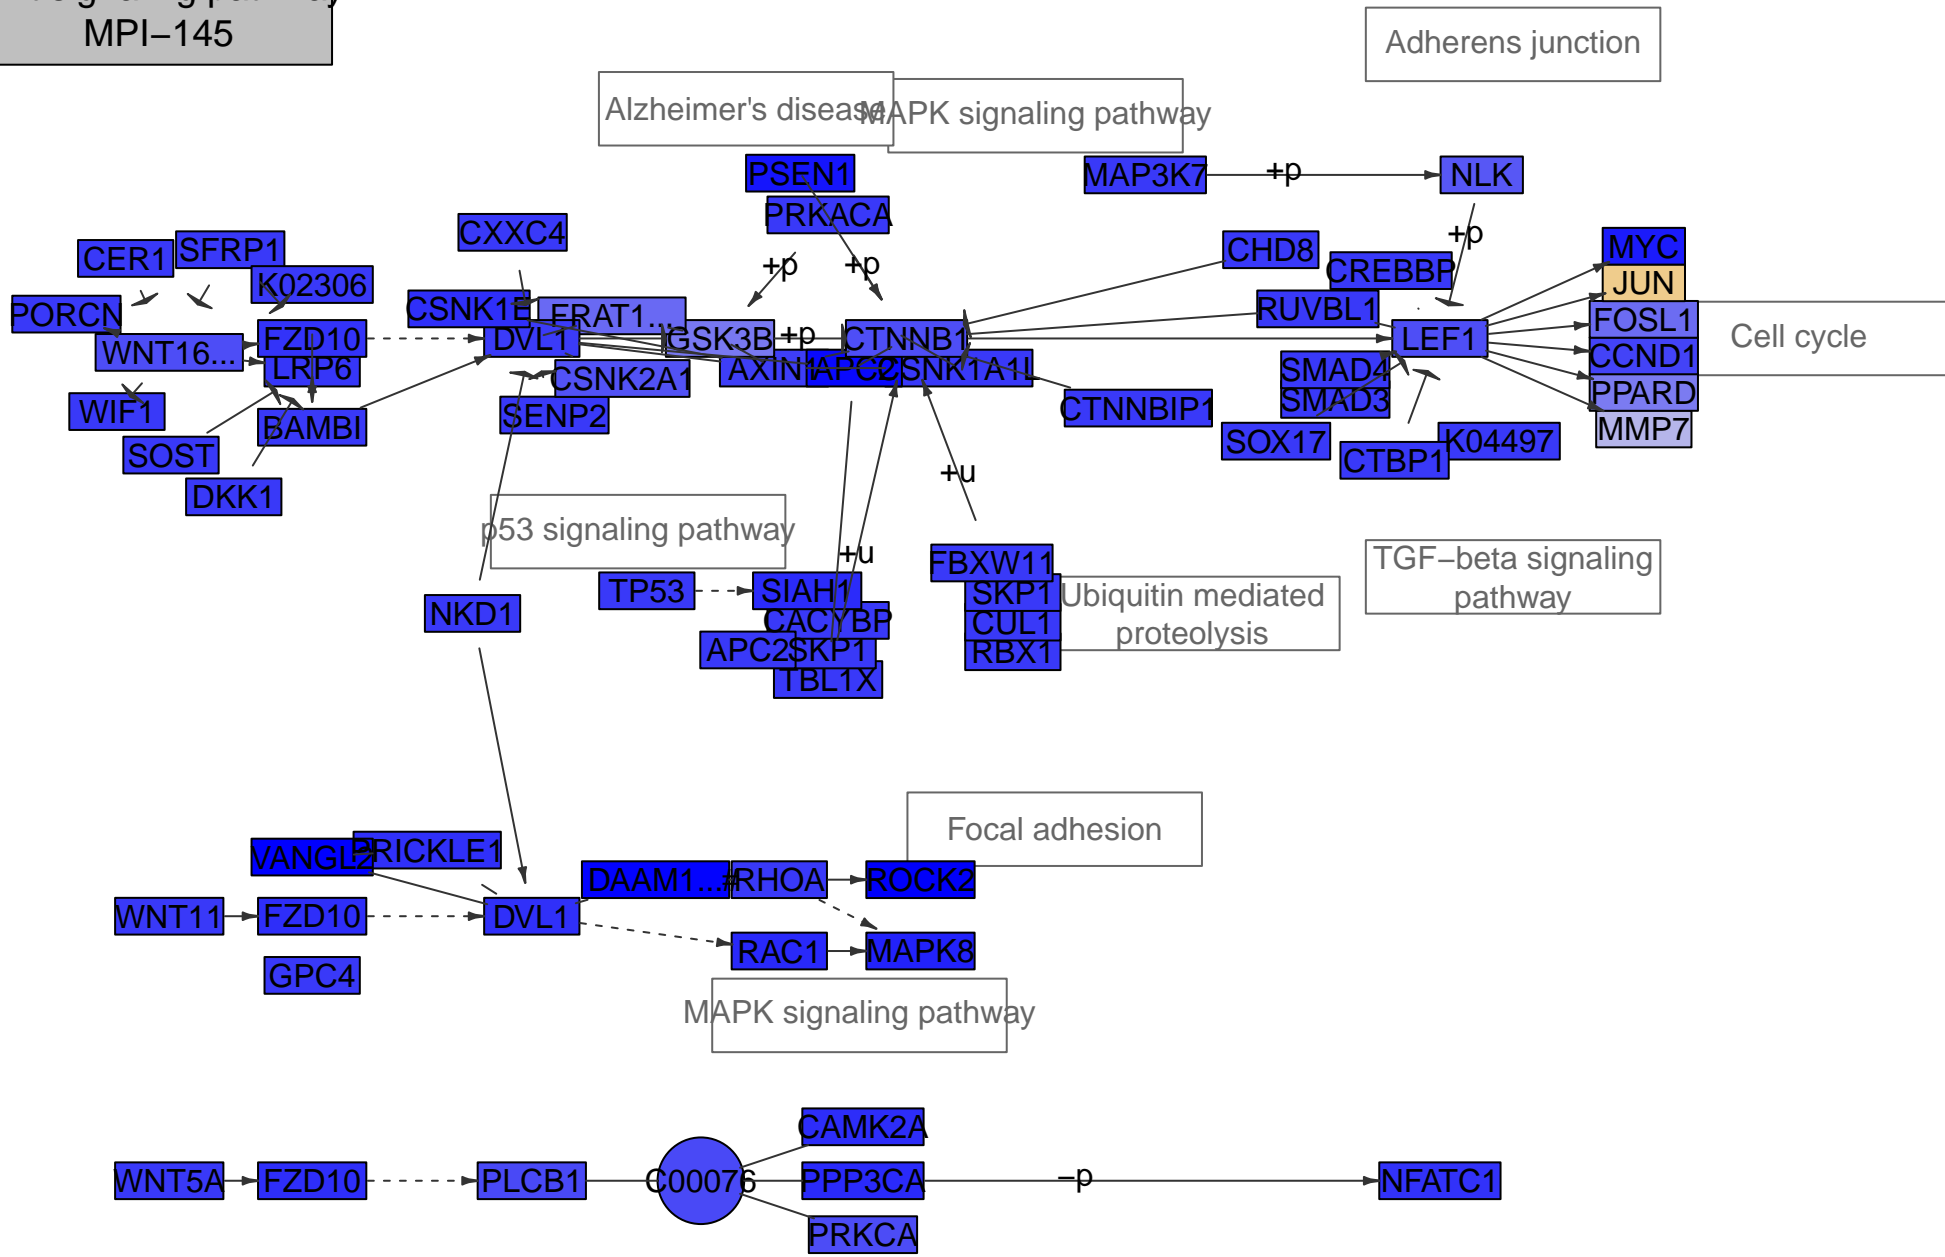 signaling pathway
MPI−145
Adherens junction
Alzheimer's disease
MAPK signaling pathway
PSEN1
MAP3K7
+p
NLK
PRKACA
CXXC4
CER1
SFRP1
K02306
+p
+p
CHD8
CREBBP
+p
MYC
JUN
PORCN
CSNK1E
FRAT1...
RUVBL1
FOSL1
Cell cycle
WNT16...
FZD10
DVL1
GSK3B
+p
CTNNB1
LEF1
CCND1
LRP6
CSNK2A1
AXIN1
APC2
CSNK1A1L
SMAD4
PPARD
WIF1
BAMBI
SENP2
CTNNBIP1
SMAD3
MMP7
SOST
SOX17
CTBP1
K04497
DKK1
+u
p53 signaling pathway
+u
TP53
SIAH1
FBXW11
SKP1
CUL1
RBX1
Ubiquitin mediated
proteolysis
TGF−beta signaling
pathway
NKD1
CACYBP
APC2
SKP1
TBL1X
Focal adhesion
VANGL2
PRICKLE1
DAAM1...
RHOA
ROCK2
WNT11
FZD10
DVL1
RAC1
MAPK8
GPC4
MAPK signaling pathway
CAMK2A
WNT5A
FZD10
PLCB1
C00076
PPP3CA
−p
NFATC1
PRKCA